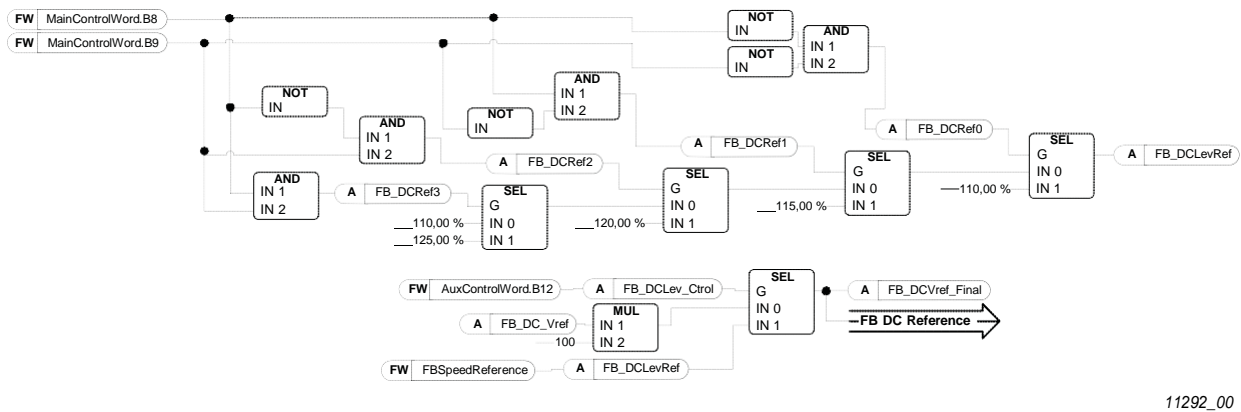 FW MainControlWord.B8
FW MainControlWord.B9
NOT
IN
NOT
IN
AND
IN 1
IN 2
AND
IN 1
IN 2
NOT
IN
NOT
IN
AND
IN 1
IN 2
A FB_DCRef0
A FB_DCRef1
A FB_DCRef2
AND
IN 1
IN 2
A FB_DCRef3
SEL
G
IN 0
IN 1
110,00 %
125,00 %
SEL
G
IN 0
IN 1
120,00 %
SEL
G
IN 0
IN 1
115,00 %
SEL
G
IN 0
IN 1
110,00 %
A FB_DCLevRef
FW AuxControlWord.B12
A FB_DCLev_Ctrol
SEL
G
IN 0
IN 1
A FB_DCVref_Final
A FB_DC_Vref
MUL
IN 1
IN 2
100
FB DC Reference
FW FBSpeedReference
A FB_DCLevRef
11292_00